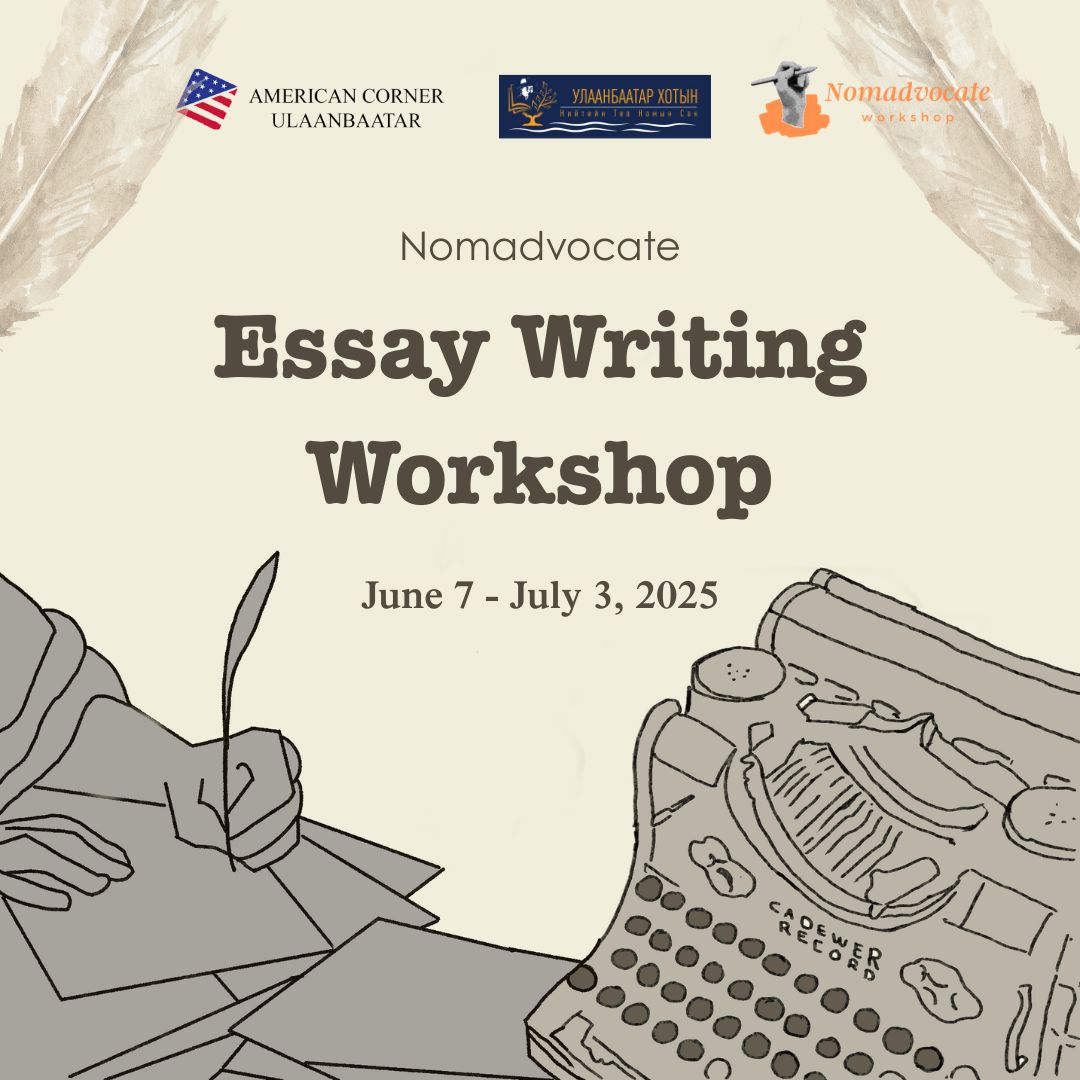 AMERICAN CORNER
ULAANBAATAR
УЛААНБААТАР ХОТЫН
Нийтийн Төв Номын Сан
Nomadvocate
workshop
Nomadvocate
Essay Writing
Workshop
June 7 - July 3, 2025
CADEWER
RECORD